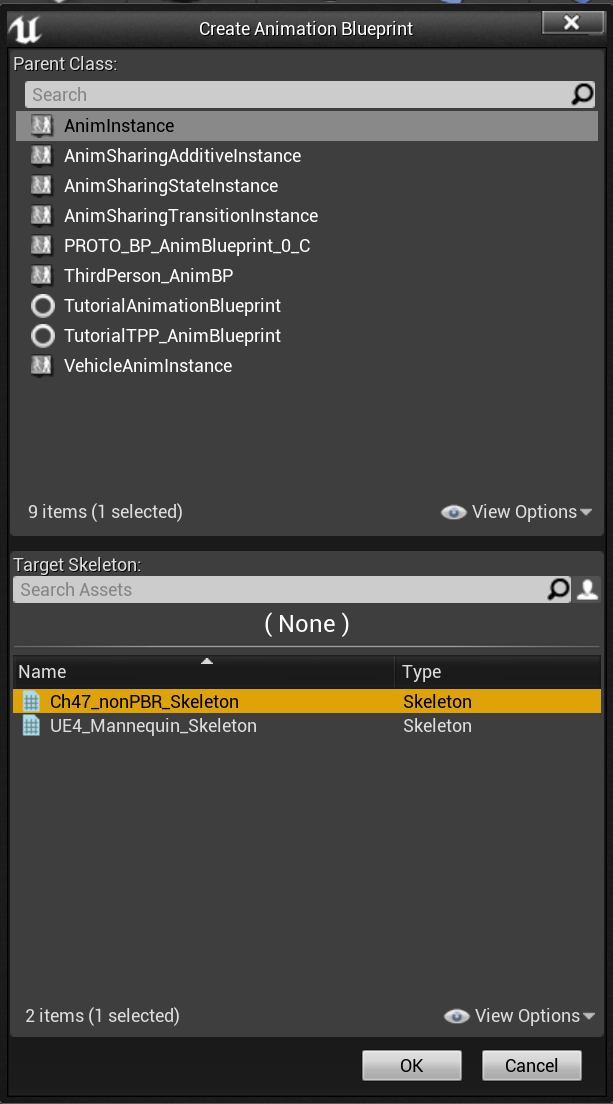 Create Animation Blueprint
Parent Class:
Search
AnimInstance
AnimSharingAdditiveInstance
AnimSharingStateInstance
AnimSharingTransitionInstance
PROTO_BP_AnimBlueprint_0_C
ThirdPerson_AnimBP
TutorialAnimationBlueprint
TutorialTPP_AnimBlueprint
VehicleAnimInstance
9 items (1 selected) View Options
Target Skeleton:
Search Assets
( None )
Name Type
Ch47_nonPBR_Skeleton Skeleton
UE4_Mannequin_Skeleton Skeleton
2 items (1 selected) View Options
OK Cancel